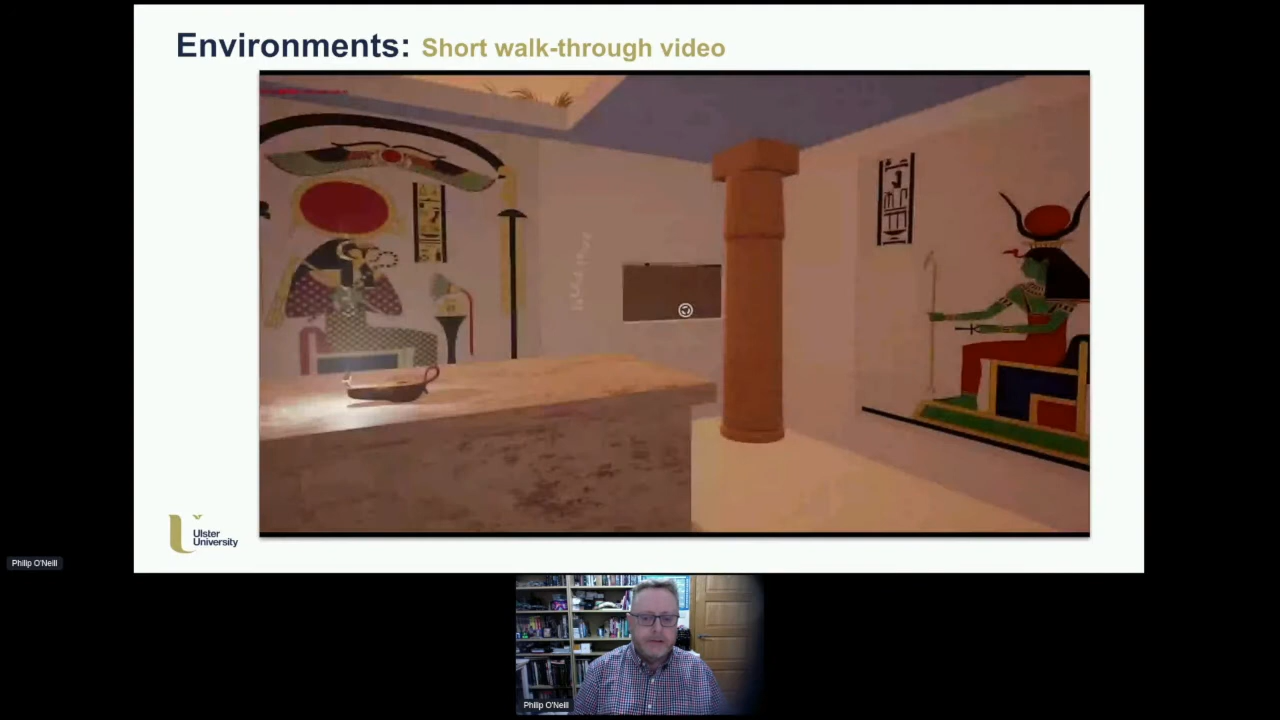 Environments: Short walk-through video
Ulster
University
Philip O'Neill
Philip O'Neill